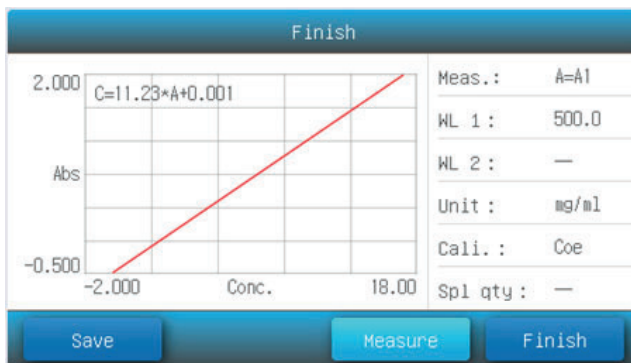 Finish
2.000
C=11.23*A+0.001
Abs
-0.500
-2.000 Conc. 18.00
Meas.: A=A1
WL 1: 500.0
WL 2: —
Unit: mg/ml
Cali.: Coe
Spl qty: —
Save Measure Finish